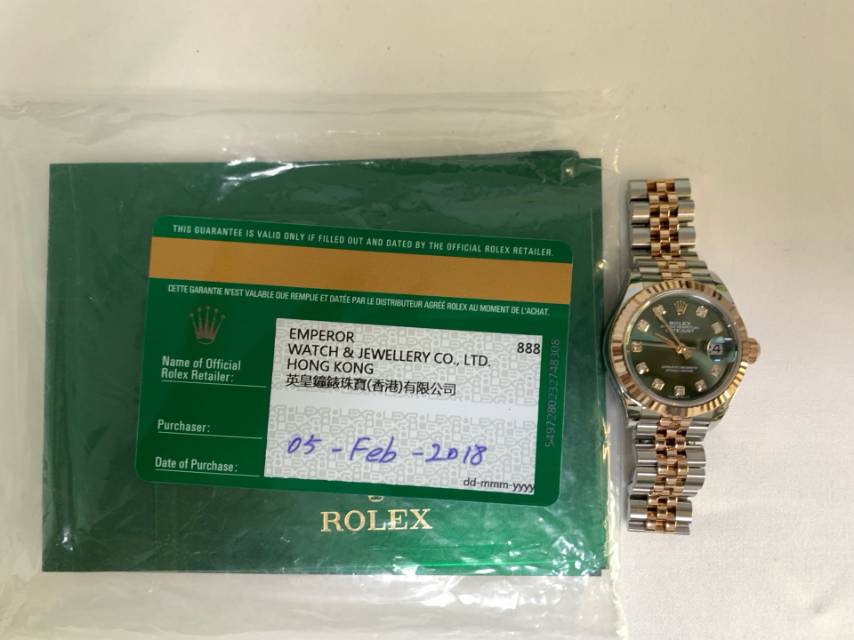 THIS GUARANTEE IS VALID ONLY IF FILLED OUT AND DATED BY THE OFFICIAL ROLEX RETAILER.
CETTE GARANTIE N'EST VALABLE QUE REMPLIE ET DATÉE PAR LE DISTRIBUTEUR AGRÉÉ ROLEX AU MOMENT DE L'ACHAT.
EMPEROR 888
WATCH & JEWELLERY CO., LTD.
HONG KONG
英皇鐘錶珠寶(香港)有限公司
Name of Official
Rolex Retailer:
Purchaser:
05-Feb-2018
Date of Purchase:
dd-mmm-yyyy
5497280232748308
ROLEX
ROLEX